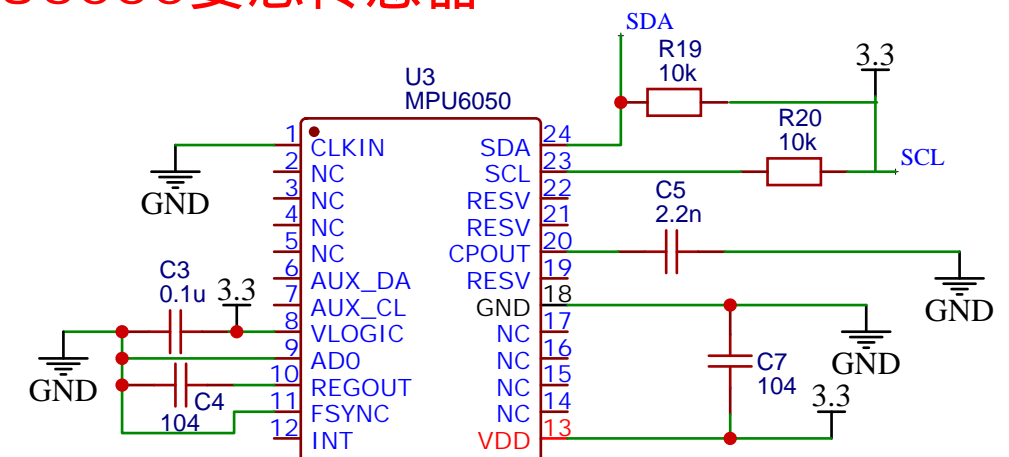 SDA
R19
10k
3.3
U3
MPU6050
R20
10k
SCL
1 CLKIN
2 NC
3 NC
4 NC
5 NC
6 AUX_DA
7 AUX_CL
8 VLOGIC
9 AD0
10 REGOUT
11 FSYNC
12 INT
SDA 24
SCL 23
RESV 22
RESV 21
CPOUT 20
RESV 19
GND 18
NC 17
NC 16
NC 15
NC 14
VDD 13
GND
C5
2.2n
GND
C3
0.1u
3.3
GND
C4
104
GND
C7
104
3.3